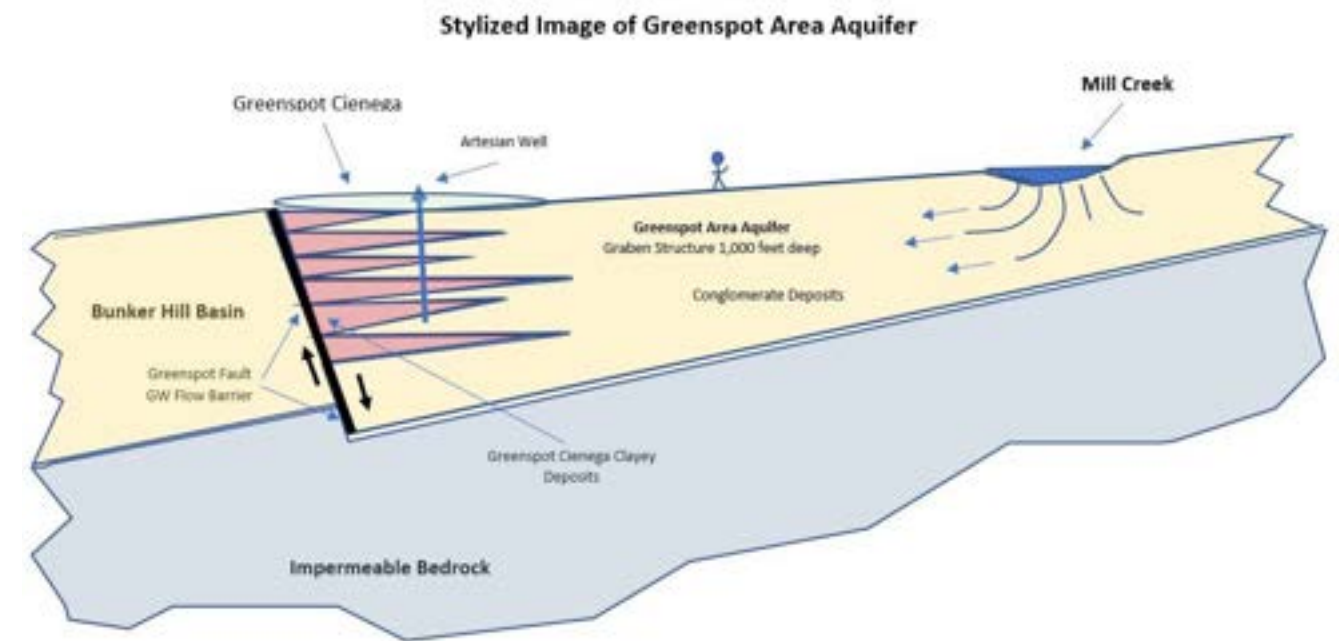 Stylized Image of Greenspot Area Aquifer
Mill Creek
Greenspot Cienega
Artesian Well
Greenspot Area Aquifer
Graben Structure 1,000 feet deep
Conglomerate Deposits
Bunker Hill Basin
Greenspot Fault
GW Flow Barrier
Greenspot Cienega Clayey
Deposits
Impermeable Bedrock